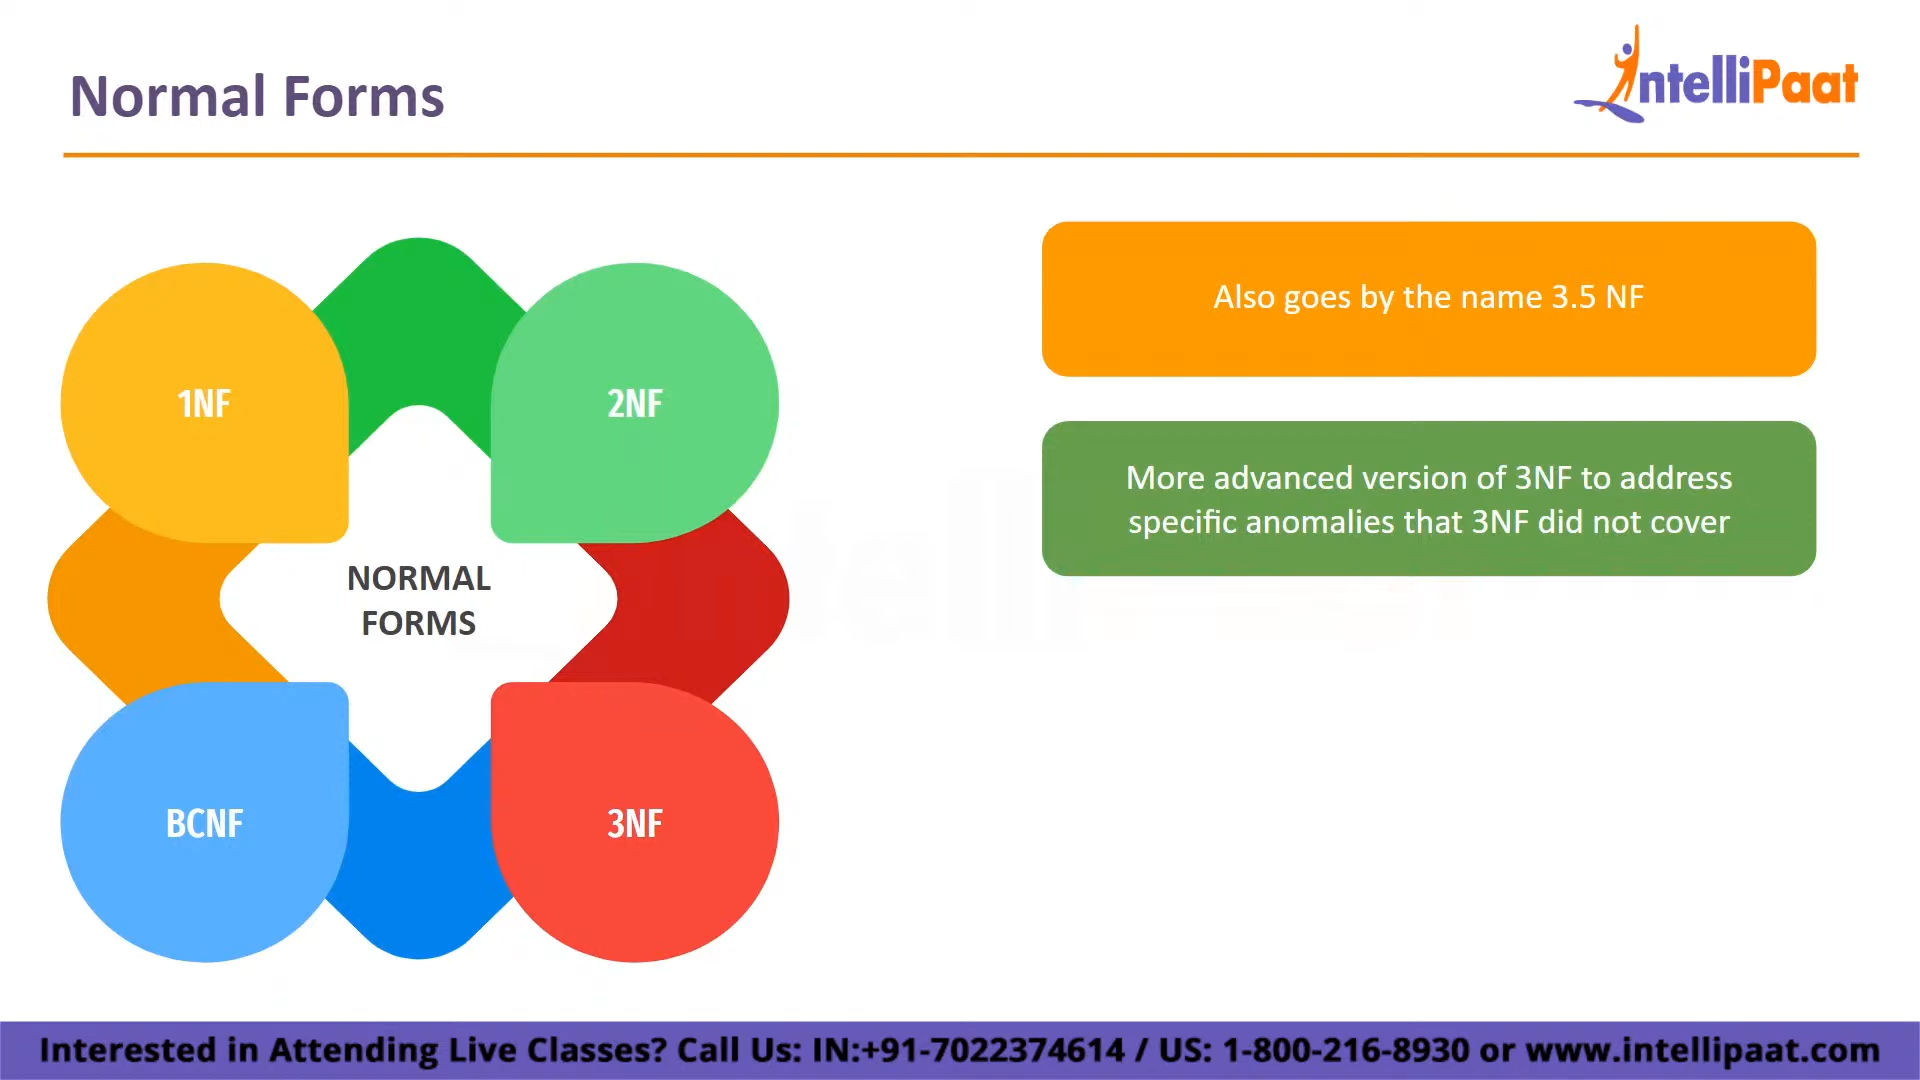 Normal Forms
IntelliPaat
1NF
2NF
NORMAL
FORMS
BCNF
3NF
Also goes by the name 3.5 NF
More advanced version of 3NF to address
specific anomalies that 3NF did not cover
Interested in Attending Live Classes? Call Us: IN:+91-7022374614 / US: 1-800-216-8930 or www.intellipaat.com